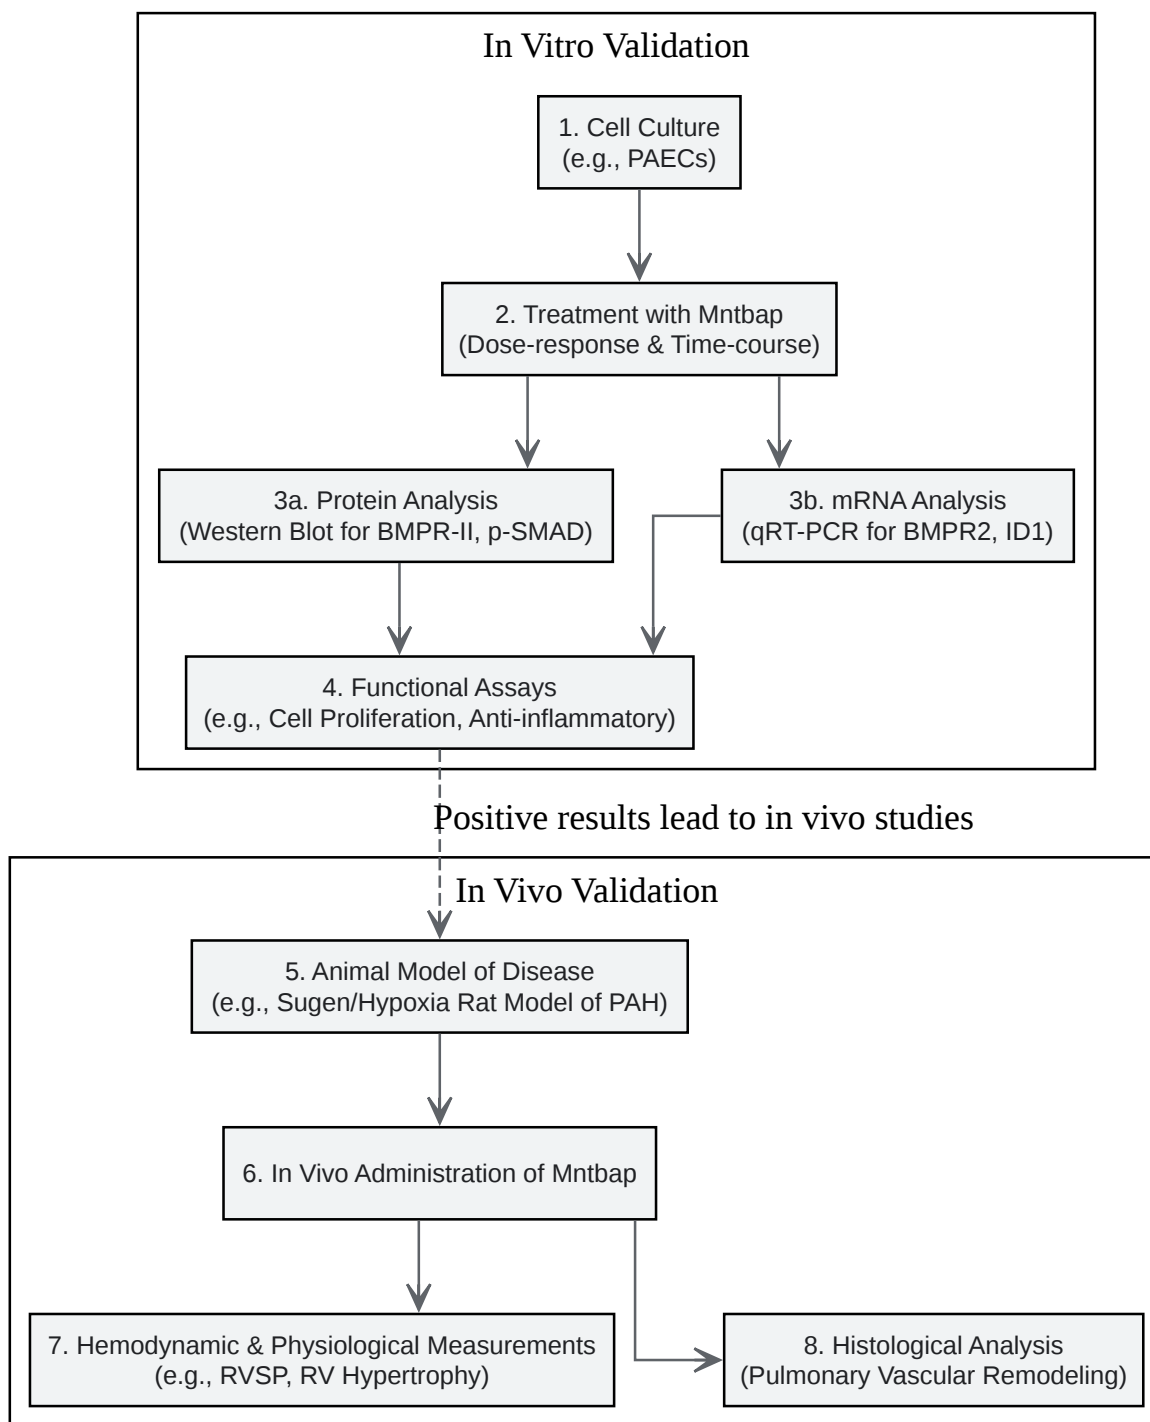 In Vitro Validation
1. Cell Culture
(e.g., PAECs)
2. Treatment with Mntbap
(Dose-response & Time-course)
3a. Protein Analysis
(Western Blot for BMPR-II, p-SMAD)
3b. mRNA Analysis
(qRT-PCR for BMPR2, ID1)
4. Functional Assays
(e.g., Cell Proliferation, Anti-inflammatory)
Positive results lead to in vivo studies
In Vivo Validation
5. Animal Model of Disease
(e.g., Sugen/Hypoxia Rat Model of PAH)
6. In Vivo Administration of Mntbap
7. Hemodynamic & Physiological Measurements
(e.g., RVSP, RV Hypertrophy)
8. Histological Analysis
(Pulmonary Vascular Remodeling)